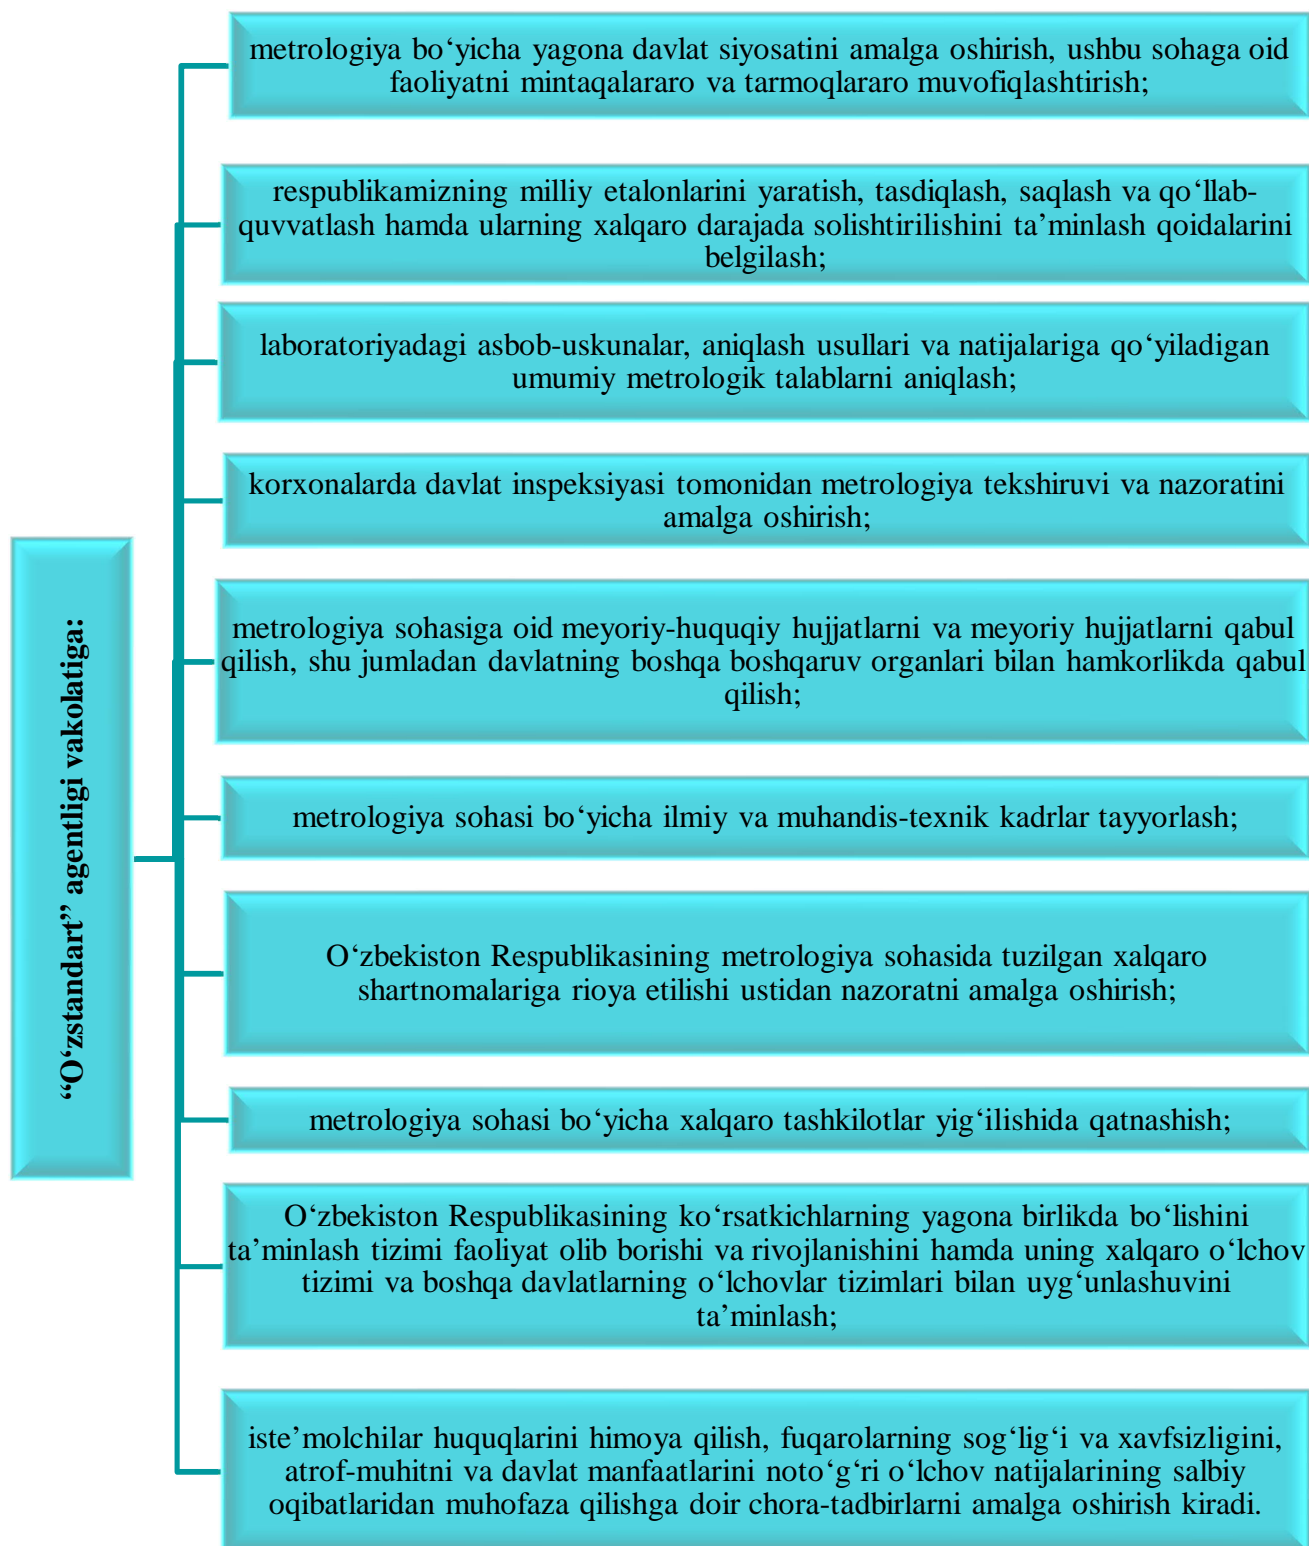 “O‘zstandart” agentligi vakolatiga:
metrologiya bo‘yicha yagona davlat siyosatini amalga oshirish, ushbu sohaga oid
faoliyatni mintaqalararo va tarmoqlararo muvofiqlashtirish;
respublikamizning milliy etalonlarini yaratish, tasdiqlash, saqlash va qo‘llab-
quvvatlash hamda ularning xalqaro darajada solishtirilishini ta’minlash qoidalarini
belgilash;
laboratoriyadagi asbob-uskunalar, aniqlash usullari va natijalariga qo‘yiladigan
umumiy metrologik talablarni aniqlash;
korxonalarda davlat inspeksiyasi tomonidan metrologiya tekshiruvi va nazoratini
amalga oshirish;
metrologiya sohasiga oid meyoriy-huquqiy hujjatlarni va meyoriy hujjatlarni qabul
qilish, shu jumladan davlatning boshqa boshqaruv organlari bilan hamkorlikda qabul
qilish;
metrologiya sohasi bo‘yicha ilmiy va muhandis-texnik kadrlar tayyorlash;
O‘zbekiston Respublikasining metrologiya sohasida tuzilgan xalqaro
shartnomalariga rioya etilishi ustidan nazoratni amalga oshirish;
metrologiya sohasi bo‘yicha xalqaro tashkilotlar yig‘ilishida qatnashish;
O‘zbekiston Respublikasining ko‘rsatkichlarning yagona birlikda bo‘lishini
ta’minlash tizimi faoliyat olib borishi va rivojlanishini hamda uning xalqaro o‘lchov
tizimi va boshqa davlatlarning o‘lchovlar tizimlari bilan uyg‘unlashuvini
ta’minlash;
iste’molchilar huquqlarini himoya qilish, fuqarolarning sog‘lig‘i va xavfsizligini,
atrof-muhitni va davlat manfaatlarini noto‘g‘ri o‘lchov natijalarining salbiy
oqibatlaridan muhofaza qilishga doir chora-tadbirlarni amalga oshirish kiradi.